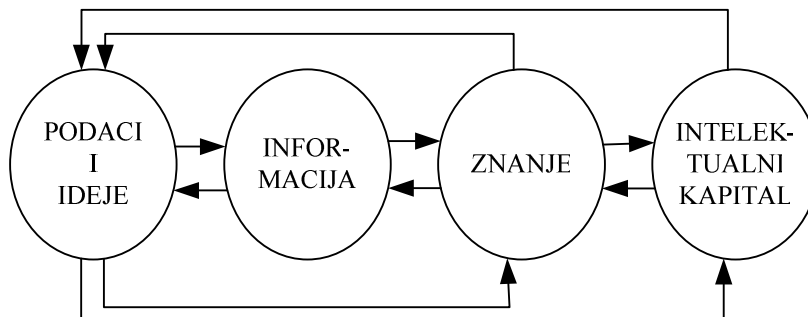 PODACI
I
IDEJE
INFOR-
MACIJA
ZNANJE
INTELEK-
TUALNI
KAPITAL